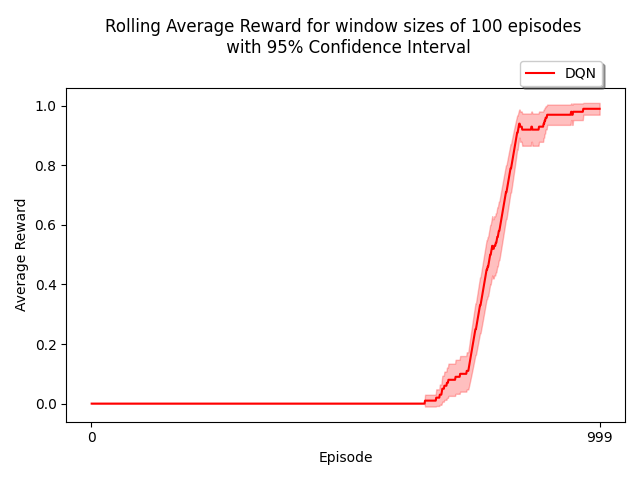 Rolling Average Reward for window sizes of 100 episodes
with 95% Confidence Interval
DQN
1.0
0.8
0.6
0.4
0.2
0.0
Average Reward
0
999
Episode